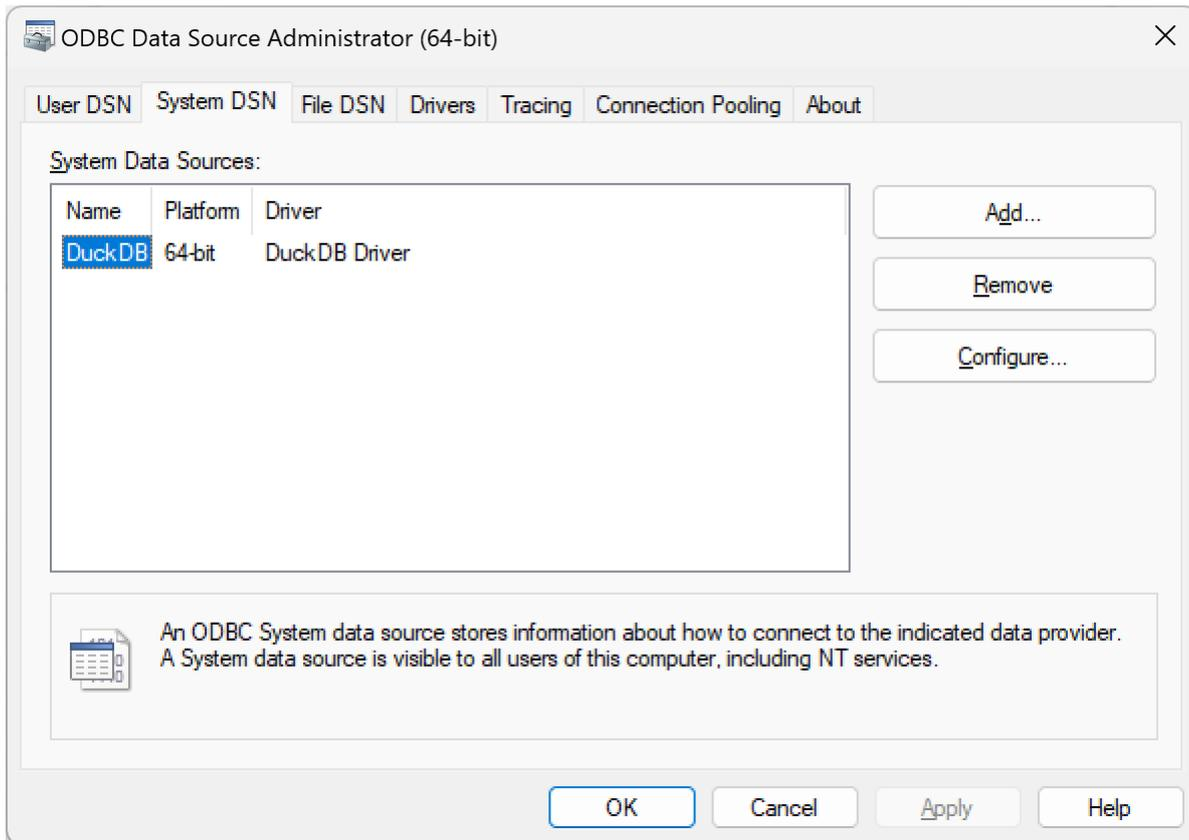 ODBC Data Source Administrator (64-bit)
User DSN System DSN File DSN Drivers Tracing Connection Pooling About
System Data Sources:
Name Platform Driver
DuckDB 64-bit DuckDB Driver
Add...
Remove
Configure...
An ODBC System data source stores information about how to connect to the indicated data provider.
A System data source is visible to all users of this computer, including NT services.
OK Cancel Apply Help